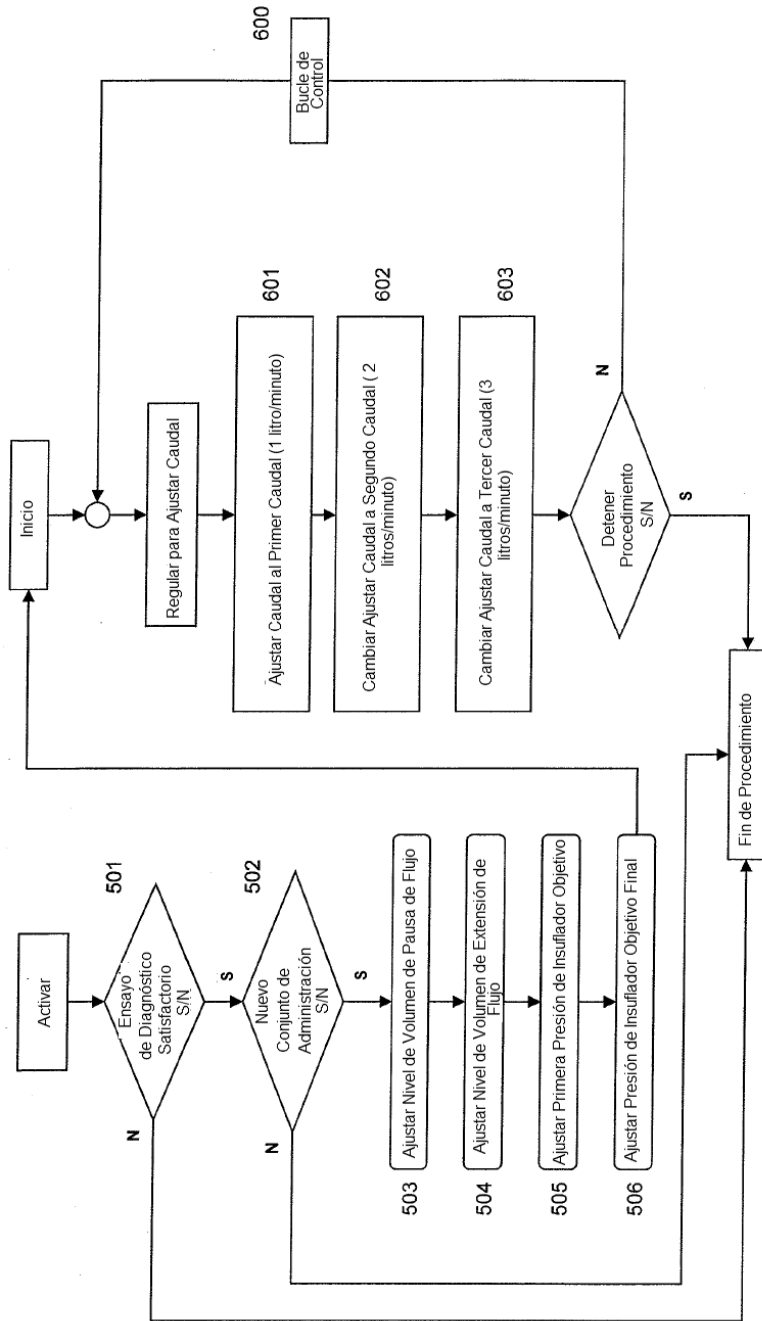 Activar
501
Ensayo
de Diagnóstico
Satisfactorio
S/N
N
S
502
Nuevo
Conjunto de
Administración
S/N
N
S
503
Ajustar Nivel de Volumen de Pausa de Flujo
504
Ajustar Nivel de Volumen de Extensión de
Flujo
505
Ajustar Primera Presión de Insuflador Objetivo
506
Ajustar Presión de Insuflador Objetivo Final
Fin de Procedimiento
Inicio
600
Bucle de
Control
Regular para Ajustar Caudal
601
Ajustar Caudal al Primer Caudal (1 litro/minuto)
602
Cambiar Ajustar Caudal a Segundo Caudal ( 2
litros/minuto)
603
Cambiar Ajustar Caudal a Tercer Caudal (3
litros/minuto)
Detener
Procedimiento
S/N
N
S